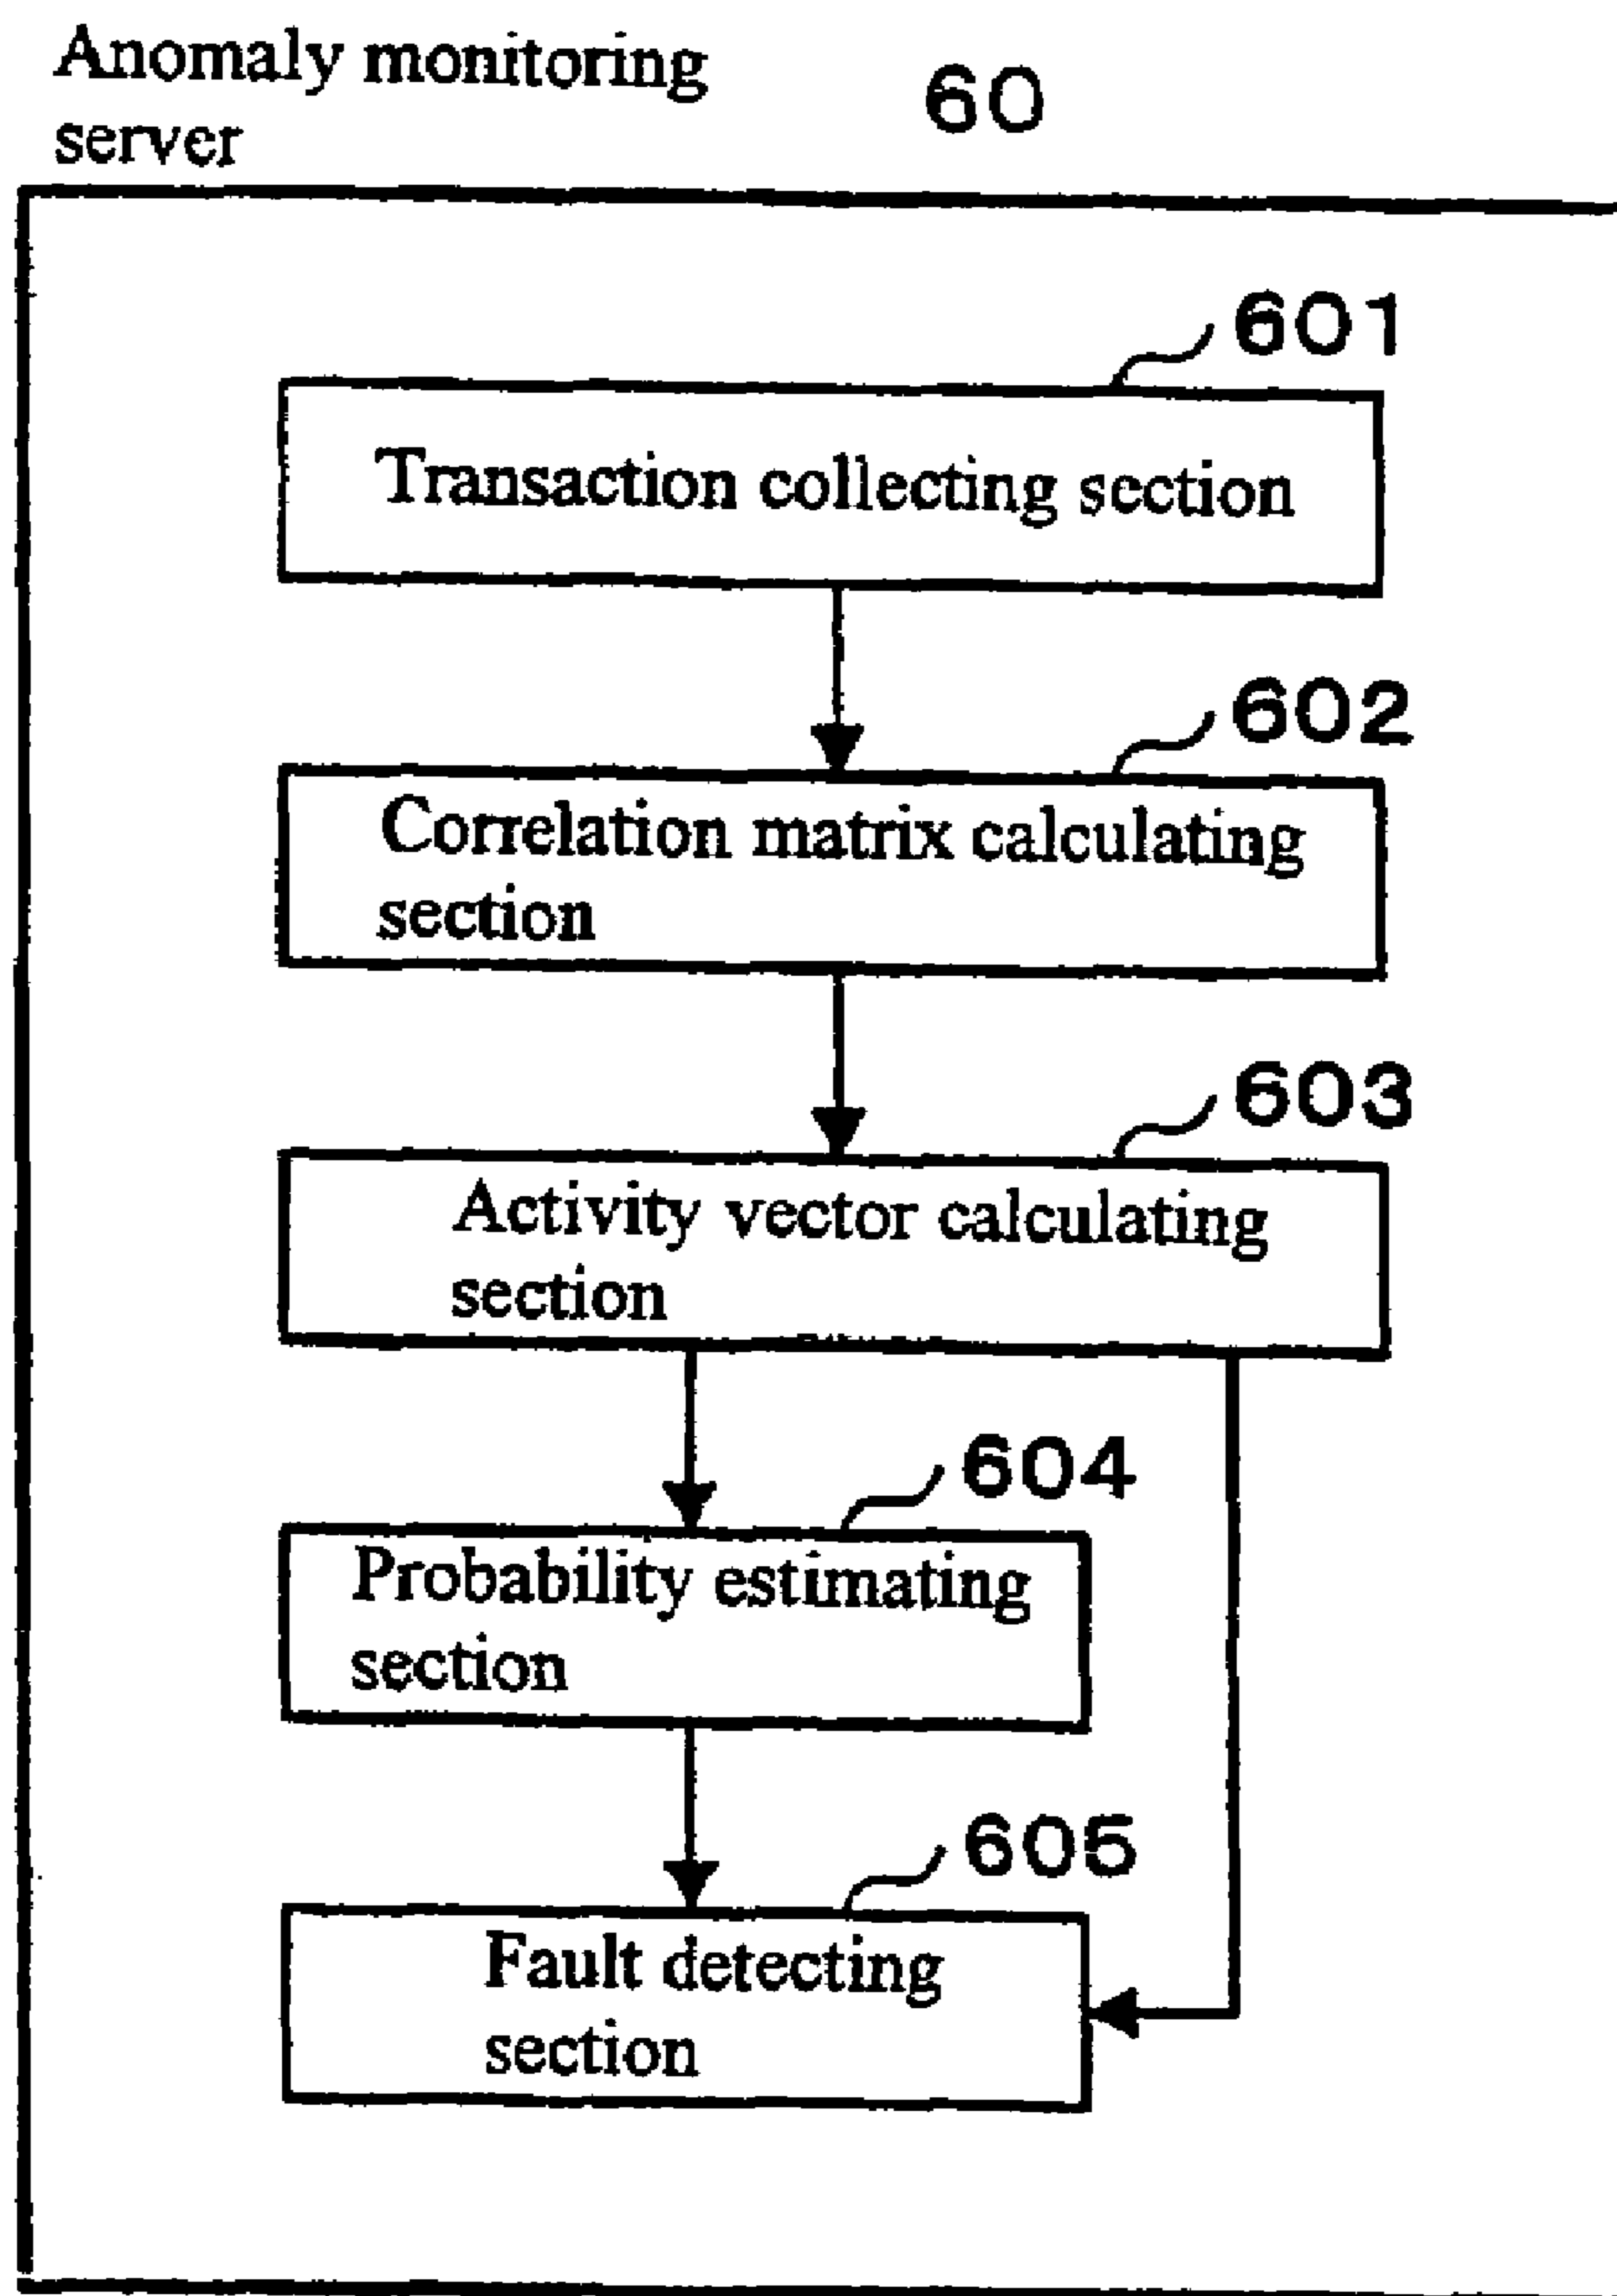 Anomaly monitoring
server
60
601
Transaction collecting section
602
Correlation matrix calculating
section
603
Activity vector calculating
section
604
Probability estimating
section
605
Fault detecting
section